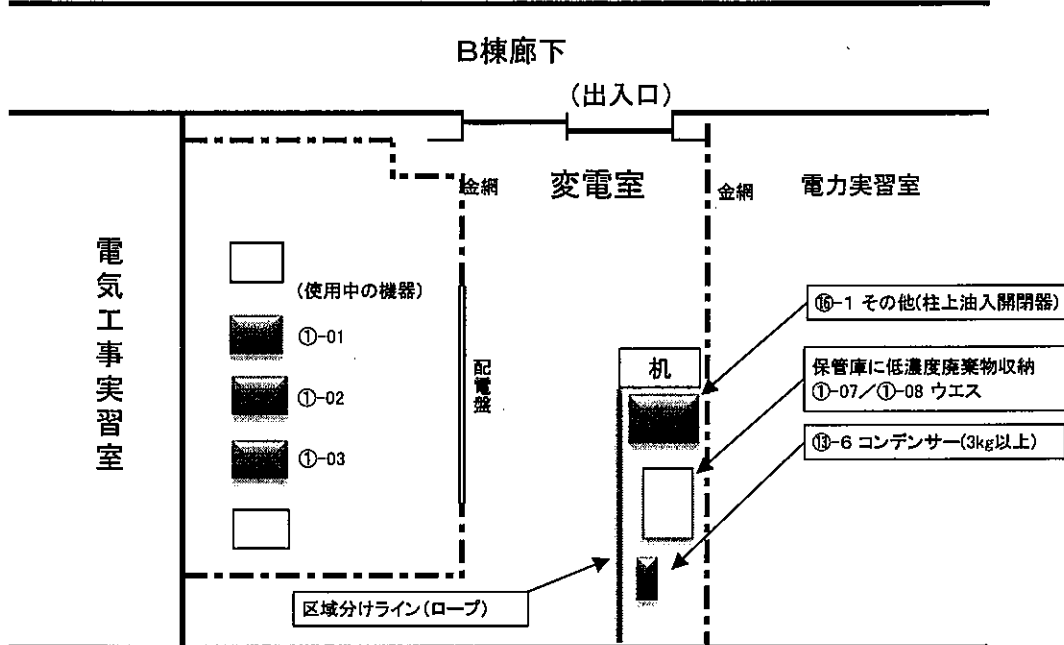 B棟廊下
(出入口)
金網
変電室
金網
電力実習室
電気工事実習室
(使用中の機器)
①-01
①-02
①-03
配電盤
机
⑯-1 その他(柱上油入開閉器)
保管庫に低濃度廃棄物収納
①-07／①-08 ウエス
⑬-6 コンデンサー(3kg以上)
区域分けライン(ロープ)